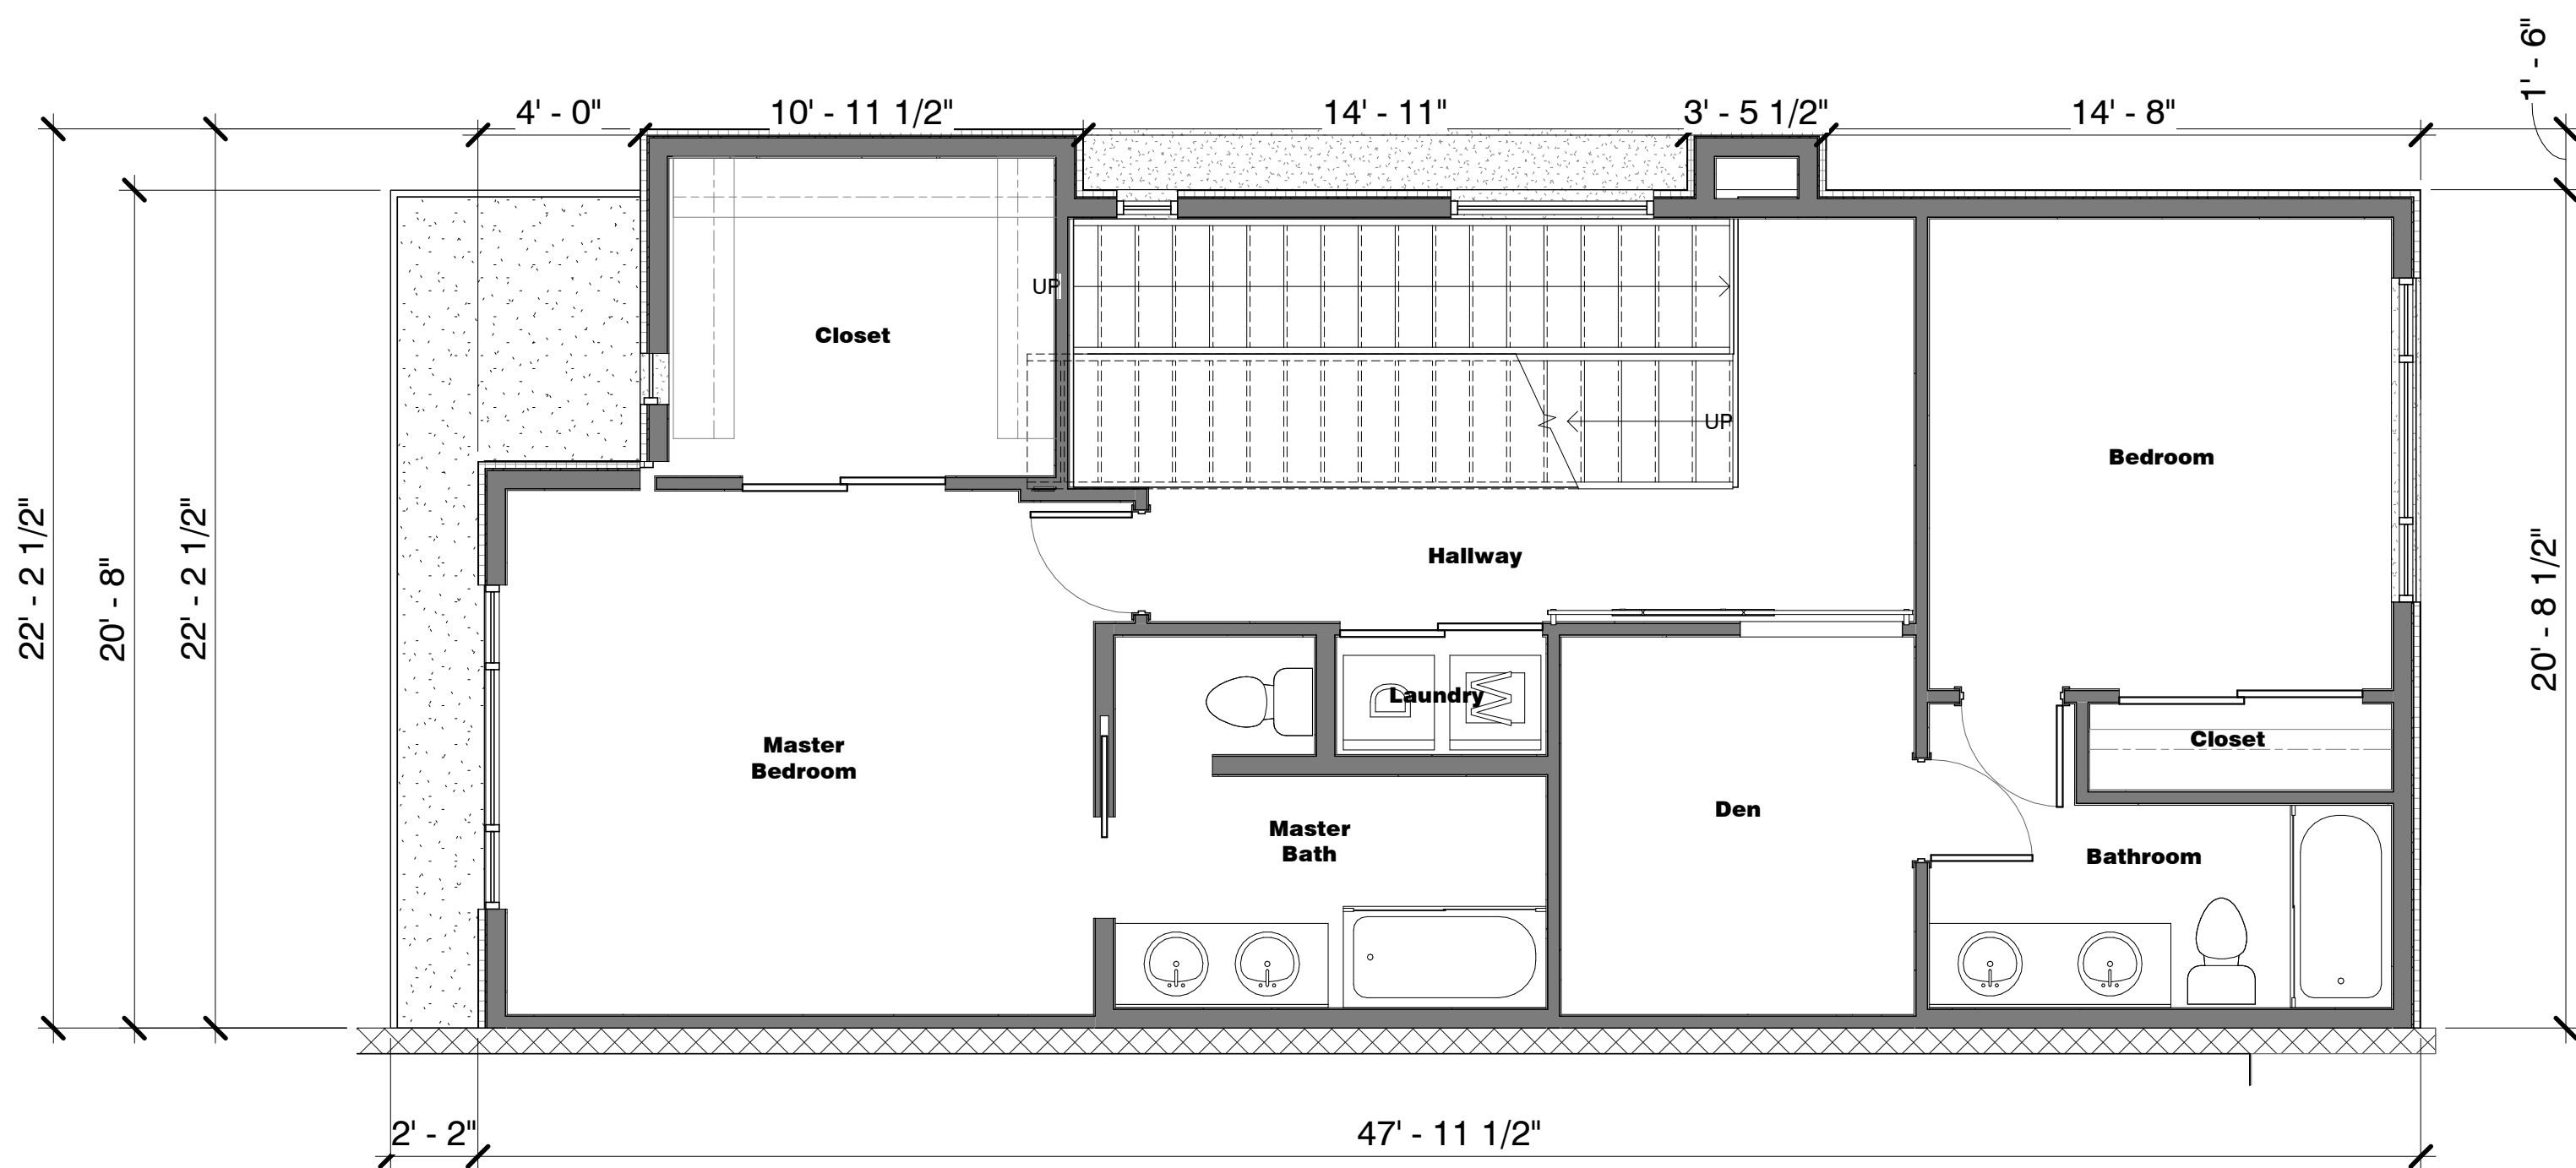 1' - 6"
4' - 0"
10' - 11 1/2"
14' - 11"
3' - 5 1/2"
14' - 8"
UP
Closet
UP
Bedroom
22' - 2 1/2"
20' - 8"
22' - 2 1/2"
Hallway
20' - 8 1/2"
D
Laundry
W
Master
Bedroom
Closet
Den
Master
Bath
Bathroom
2' - 2"
47' - 11 1/2"